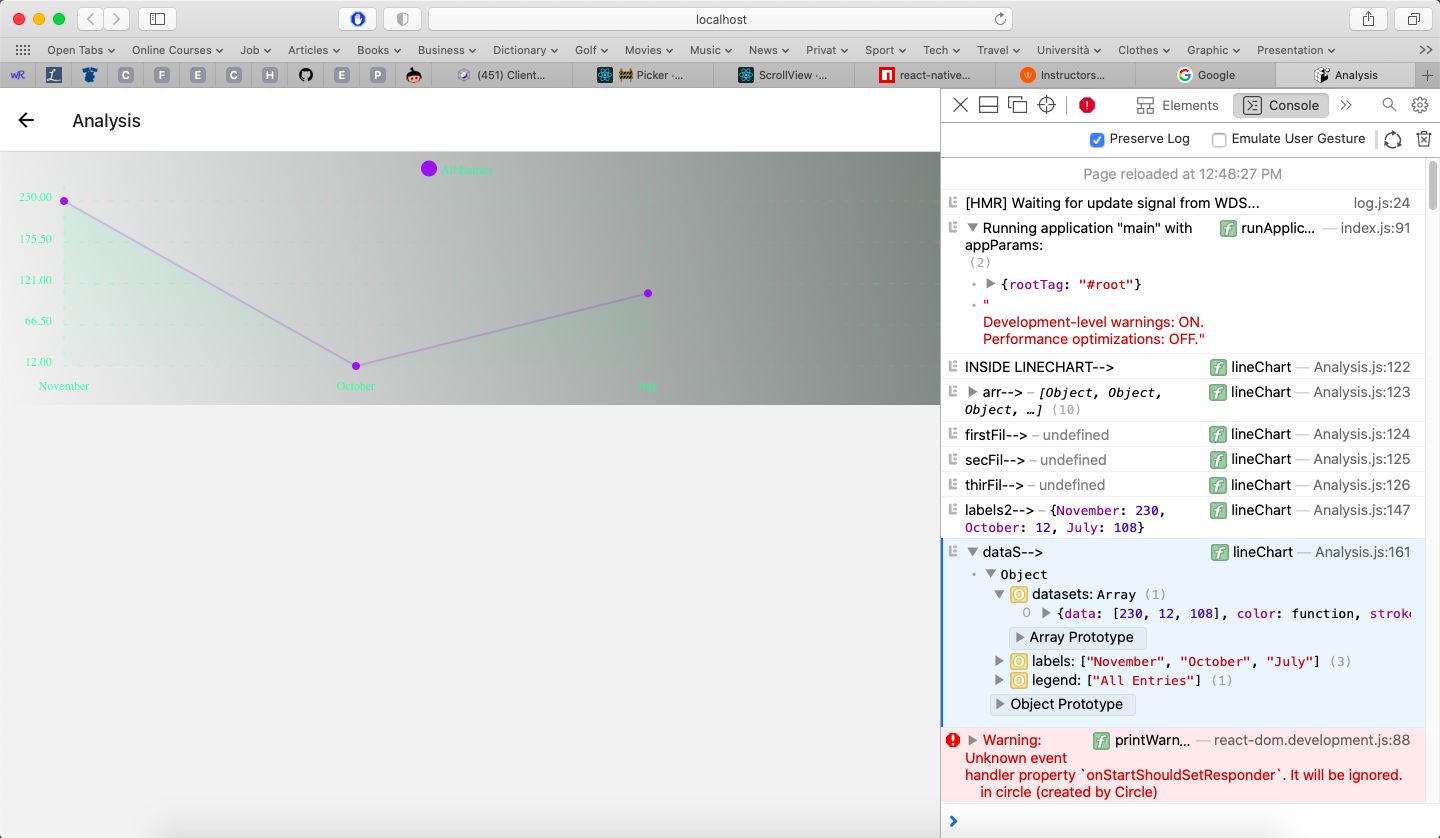 localhost
Open Tabs Online Courses Job Articles Books Business Dictionary Golf Movies Music News Privat Sport Tech Travel Università Clothes Graphic Presentation
wR L T C F E C H E P (451) Client... 🚧 Picker ·... ScrollView ·... react-native... Instructors... Google Analysis
Analysis
All Entries
230.00
175.50
121.00
66.50
12.00
November October July
Elements Console
Preserve Log Emulate User Gesture
Page reloaded at 12:48:27 PM
[HMR] Waiting for update signal from WDS... log.js:24
Running application "main" with f runApplic... — index.js:91
appParams:
(2)
{rootTag: "#root"}
"
Development-level warnings: ON.
Performance optimizations: OFF."
INSIDE LINECHART--> f lineChart — Analysis.js:122
arr--> – [Object, Object, f lineChart — Analysis.js:123
Object, …] (10)
firstFil--> – undefined f lineChart — Analysis.js:124
secFil--> – undefined f lineChart — Analysis.js:125
thirFil--> – undefined f lineChart — Analysis.js:126
labels2--> – {November: 230, f lineChart — Analysis.js:147
October: 12, July: 108}
dataS--> f lineChart — Analysis.js:161
Object
O datasets: Array (1)
0 {data: [230, 12, 108], color: function, stroke
Array Prototype
O labels: ["November", "October", "July"] (3)
O legend: ["All Entries"] (1)
Object Prototype
Warning: f printWarn... — react-dom.development.js:88
Unknown event
handler property `onStartShouldSetResponder`. It will be ignored.
in circle (created by Circle)